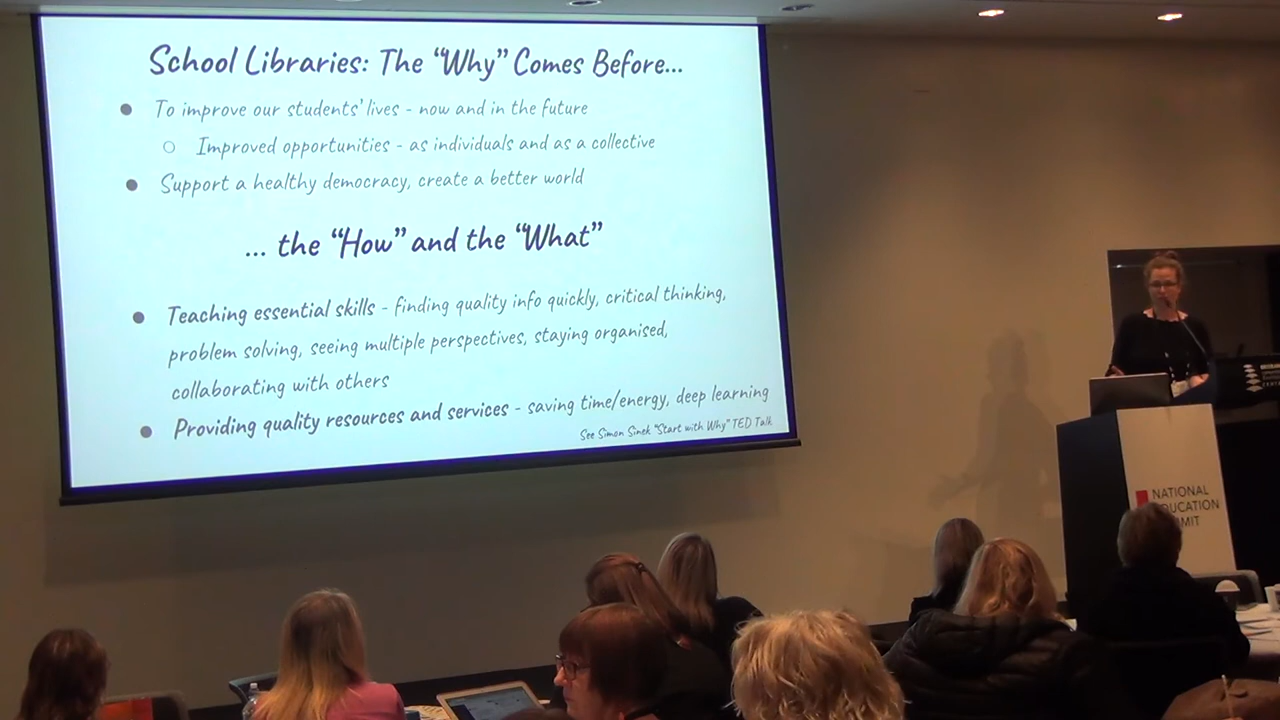 School Libraries: The “Why” Comes Before...
To improve our students' lives - now and in the future
Improved opportunities - as individuals and as a collective
Support a healthy democracy, create a better world
... the “How” and the “What”
Teaching essential skills - finding quality info quickly, critical thinking,
problem solving, seeing multiple perspectives, staying organised,
collaborating with others
Providing quality resources and services - saving time/energy, deep learning
See Simon Sinek “Start with Why” TED Talk
NATIONAL